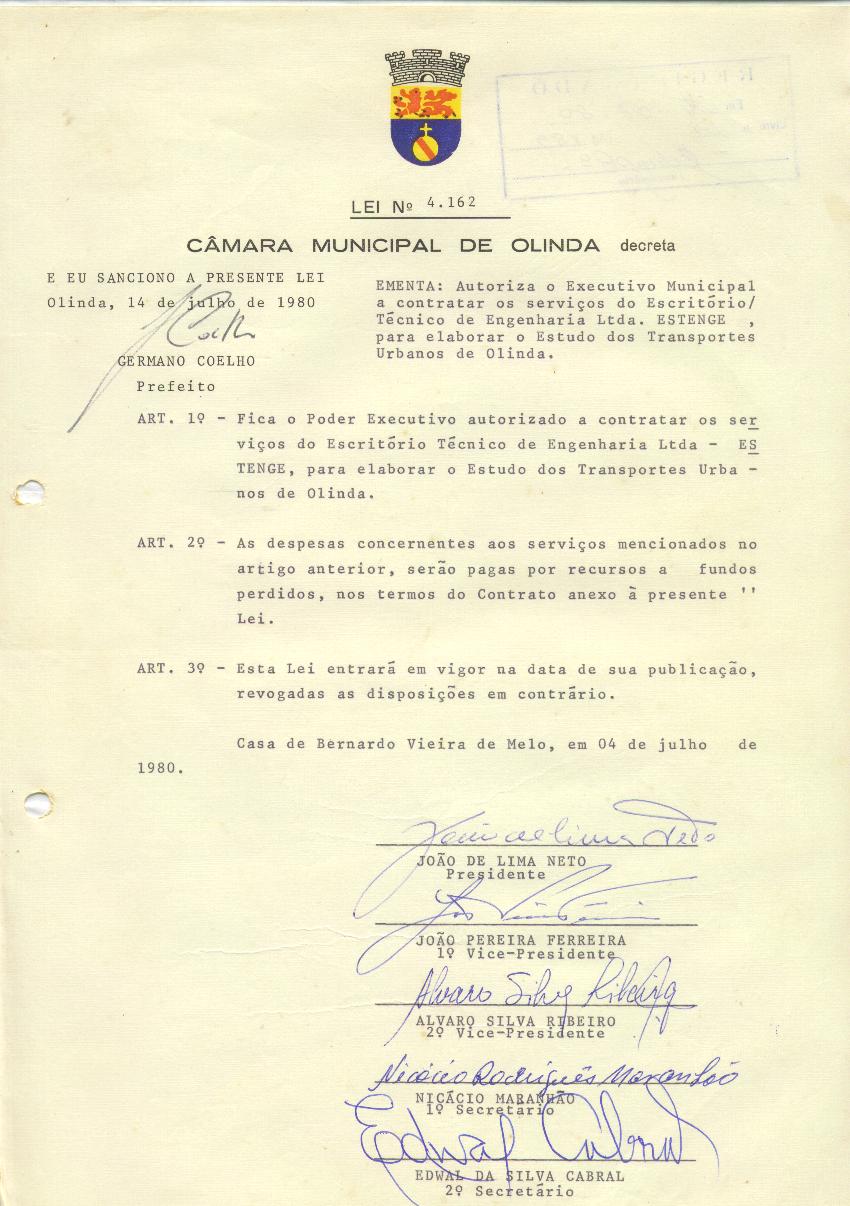 LEI Nº 4.162
CÂMARA MUNICIPAL DE OLINDA decreta
E EU SANCIONO A PRESENTE LEI
Olinda, 14 de julho de 1980
Coelho
GERMANO COELHO
Prefeito
EMENTA: Autoriza o Executivo Municipal
a contratar os serviços do Escritório/
Técnico de Engenharia Ltda. ESTENGE ,
para elaborar o Estudo dos Transportes
Urbanos de Olinda.
ART. 1º - Fica o Poder Executivo autorizado a contratar os ser
viços do Escritório Técnico de Engenharia Ltda - ES
TENGE, para elaborar o Estudo dos Transportes Urba -
nos de Olinda.
ART. 2º - As despesas concernentes aos serviços mencionados no
artigo anterior, serão pagas por recursos a fundos
perdidos, nos termos do Contrato anexo à presente ''
Lei.
ART. 3º - Esta Lei entrará em vigor na data de sua publicação,
revogadas as disposições em contrário.
Casa de Bernardo Vieira de Melo, em 04 de julho de
1980.
João de Lima Neto
JOÃO DE LIMA NETO
Presidente
JOÃO PEREIRA FERREIRA
1º Vice-Presidente
Alvaro Silva Ribeiro
ALVARO SILVA RIBEIRO
2º Vice-Presidente
Nicácio Rodrigues Maranhão
NICÁCIO MARANHÃO
1º Secretário
Edwal Cabral
EDWAL DA SILVA CABRAL
2º Secretário